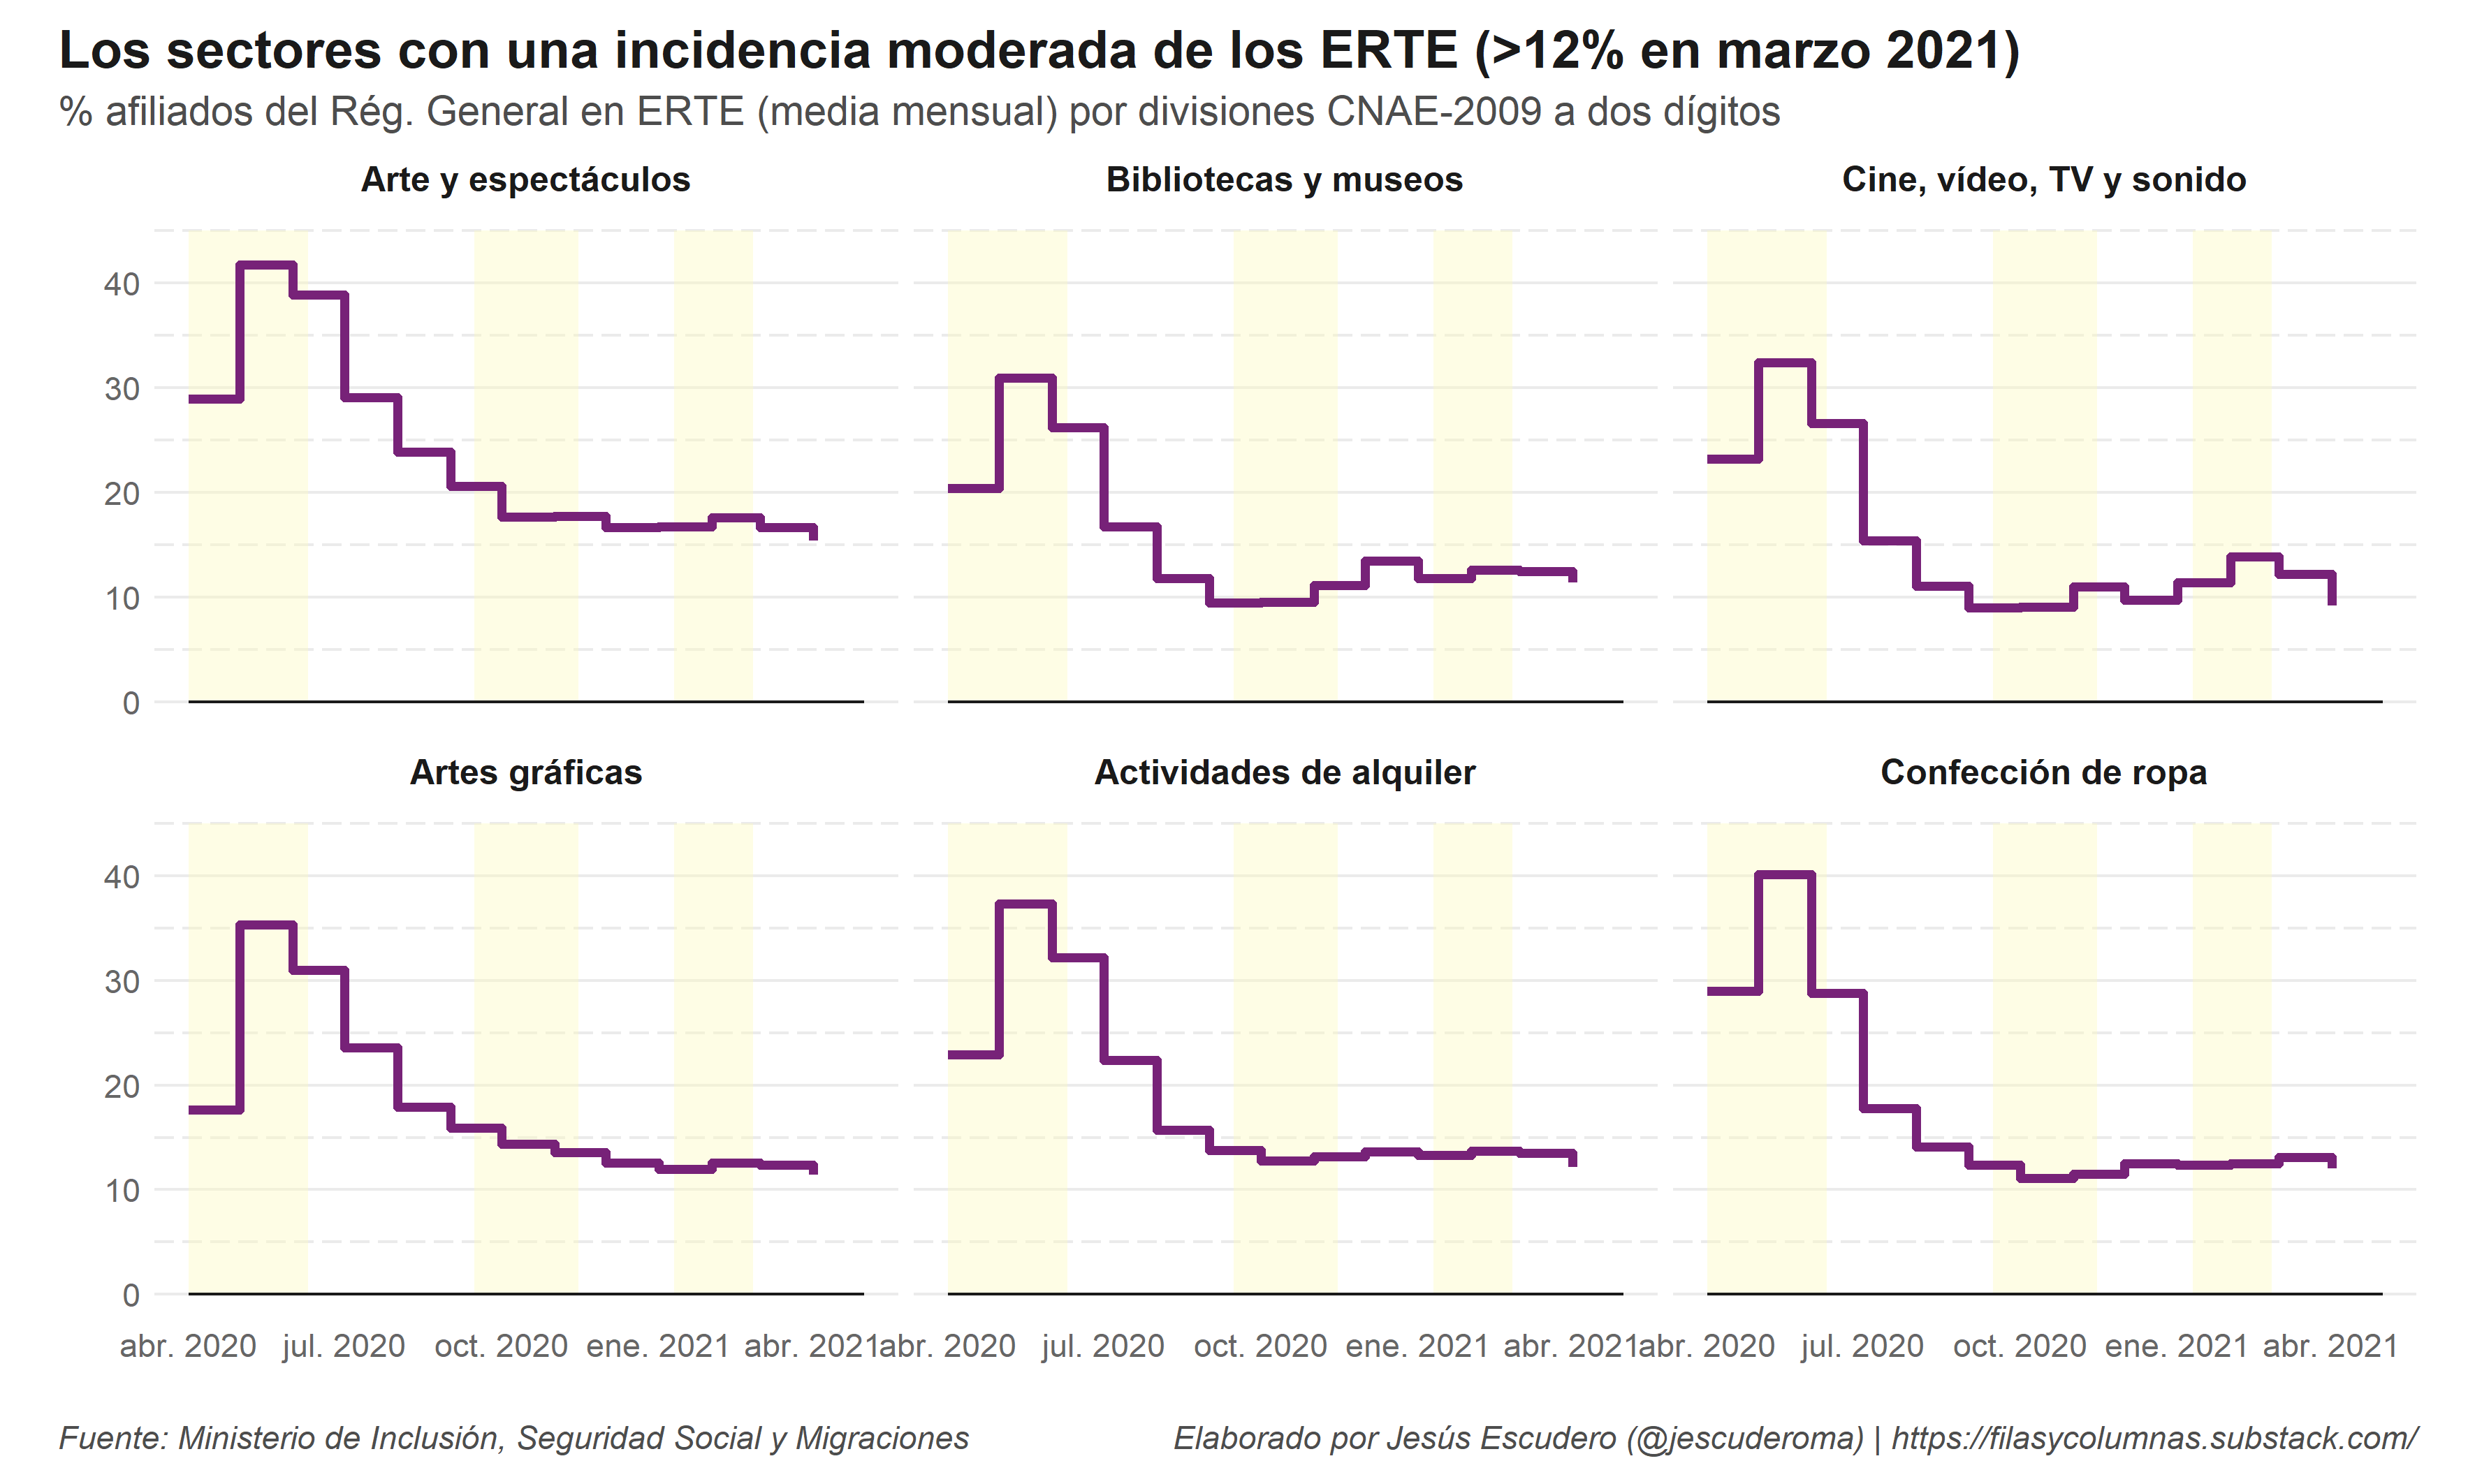 Los sectores con una incidencia moderada de los ERTE (>12% en marzo 2021)
% afiliados del Rég. General en ERTE (media mensual) por divisiones CNAE-2009 a dos dígitos
Arte y espectáculos
Bibliotecas y museos
Cine, vídeo, TV y sonido
40
30
20
10
0
Artes gráficas
Actividades de alquiler
Confección de ropa
40
30
20
10
0
abr. 2020 jul. 2020 oct. 2020 ene. 2021 abr. 2021
abr. 2020 jul. 2020 oct. 2020 ene. 2021 abr. 2021
abr. 2020 jul. 2020 oct. 2020 ene. 2021 abr. 2021
Fuente: Ministerio de Inclusión, Seguridad Social y Migraciones
Elaborado por Jesús Escudero (@jescuderoma) | https://filasycolumnas.substack.com/